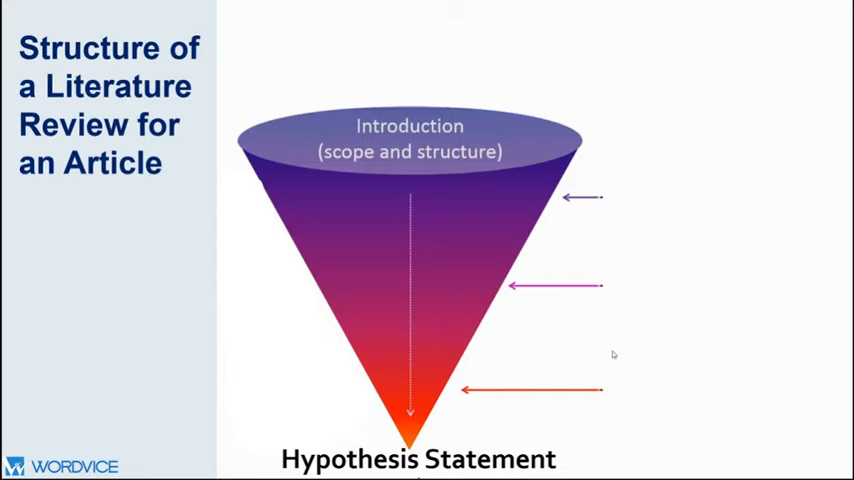 Structure of
a Literature
Review for
an Article
Introduction
(scope and structure)
Hypothesis Statement
WORDVICE